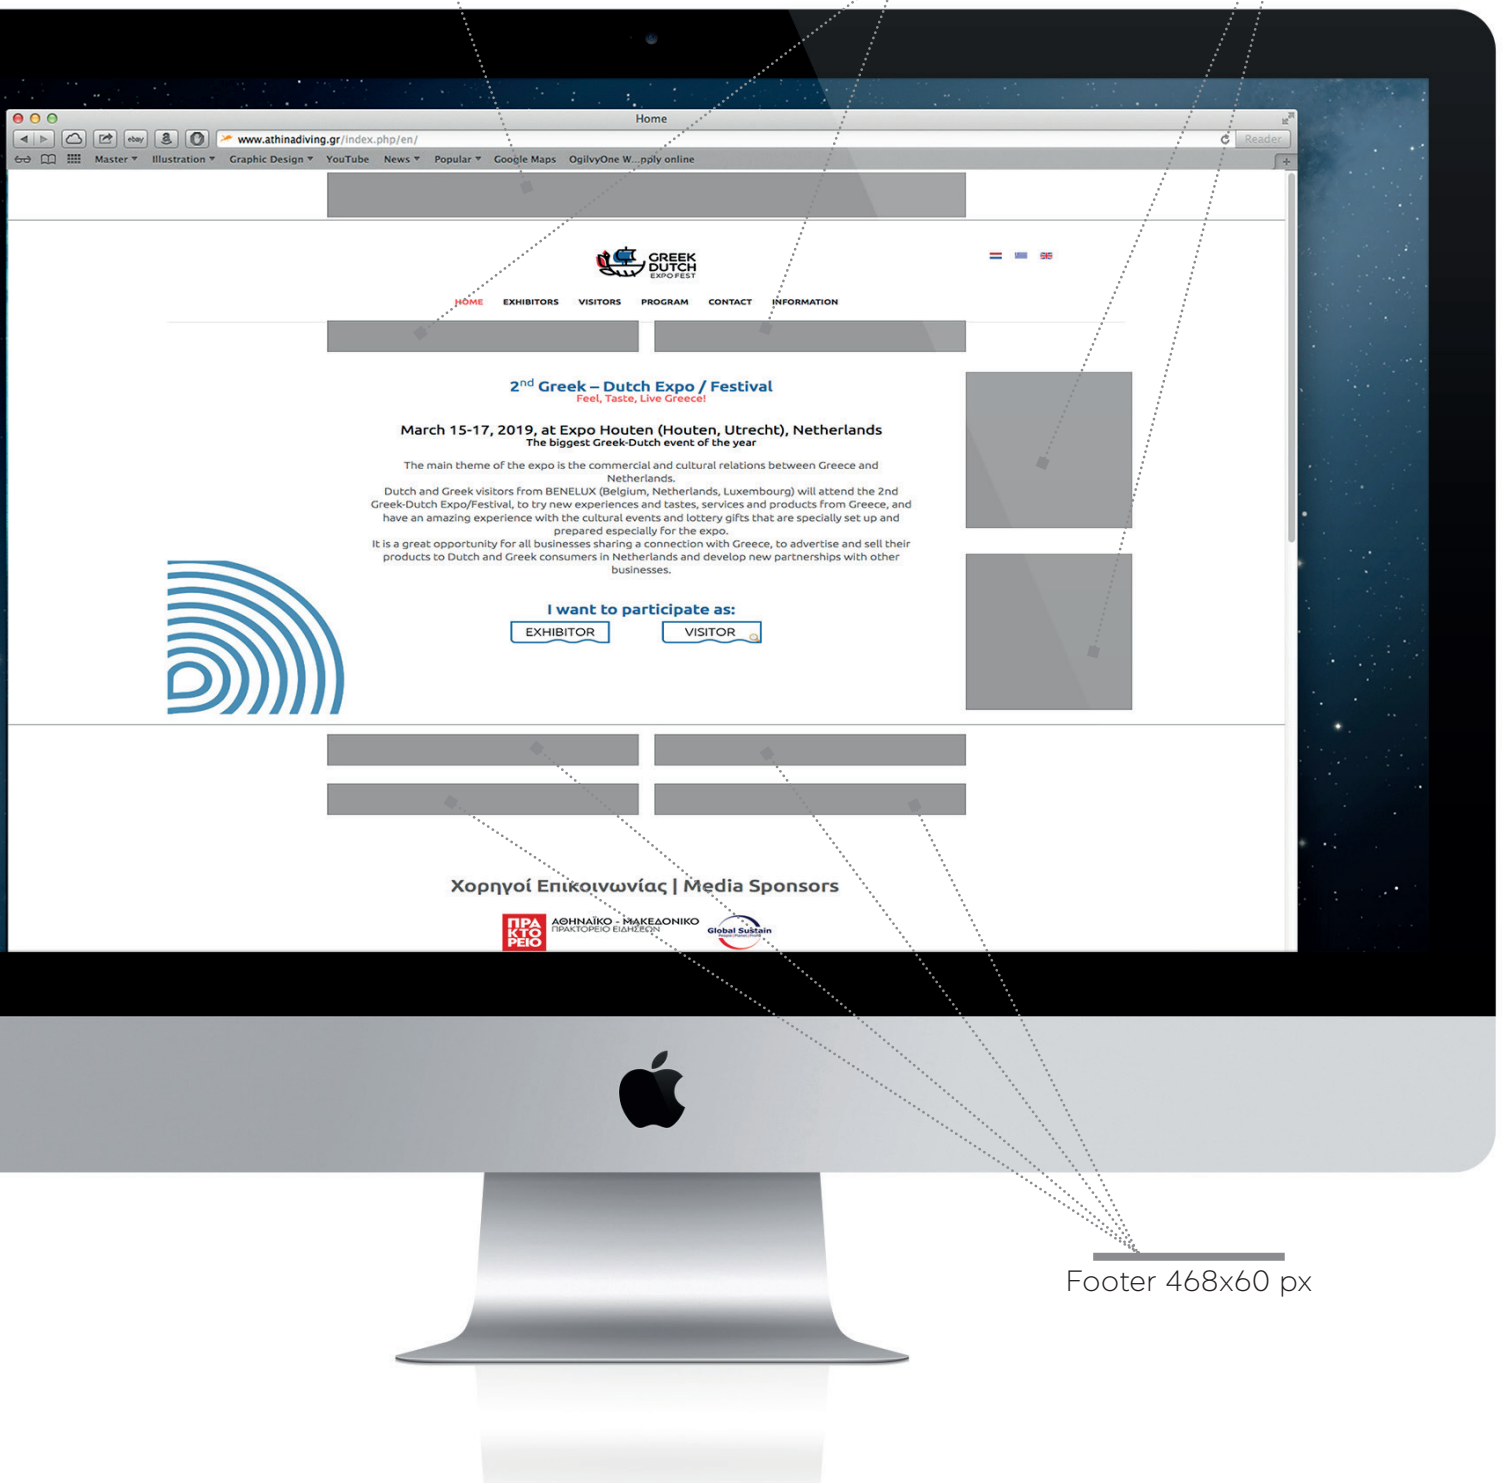 Home
ebay
www.athinadiving.gr/index.php/en/
Reader
Master
Illustration
Graphic Design
YouTube
News
Popular
Google Maps
OgilvyOne W...pply online
GREEK
DUTCH
EXPO FEST
HOME
EXHIBITORS
VISITORS
PROGRAM
CONTACT
INFORMATION
2nd Greek – Dutch Expo / Festival
Feel, Taste, Live Greece!
March 15-17, 2019, at Expo Houten (Houten, Utrecht), Netherlands
The biggest Greek-Dutch event of the year
The main theme of the expo is the commercial and cultural relations between Greece and
Netherlands.
Dutch and Greek visitors from BENELUX (Belgium, Netherlands, Luxembourg) will attend the 2nd
Greek-Dutch Expo/Festival, to try new experiences and tastes, services and products from Greece, and
have an amazing experience with the cultural events and lottery gifts that are specially set up and
prepared especially for the expo.
It is a great opportunity for all businesses sharing a connection with Greece, to advertise and sell their
products to Dutch and Greek consumers in Netherlands and develop new partnerships with other
businesses.
I want to participate as:
EXHIBITOR
VISITOR
Χορηγοί Επικοινωνίας | Media Sponsors
ΠΡΑ
ΚΤΟ
ΡΕΙΟ
ΑΘΗΝΑΪΚΟ - ΜΑΚΕΔΟΝΙΚΟ
ΠΡΑΚΤΟΡΕΙΟ ΕΙΔΗΣΕΩΝ
Global Sustain
Footer 468x60 px